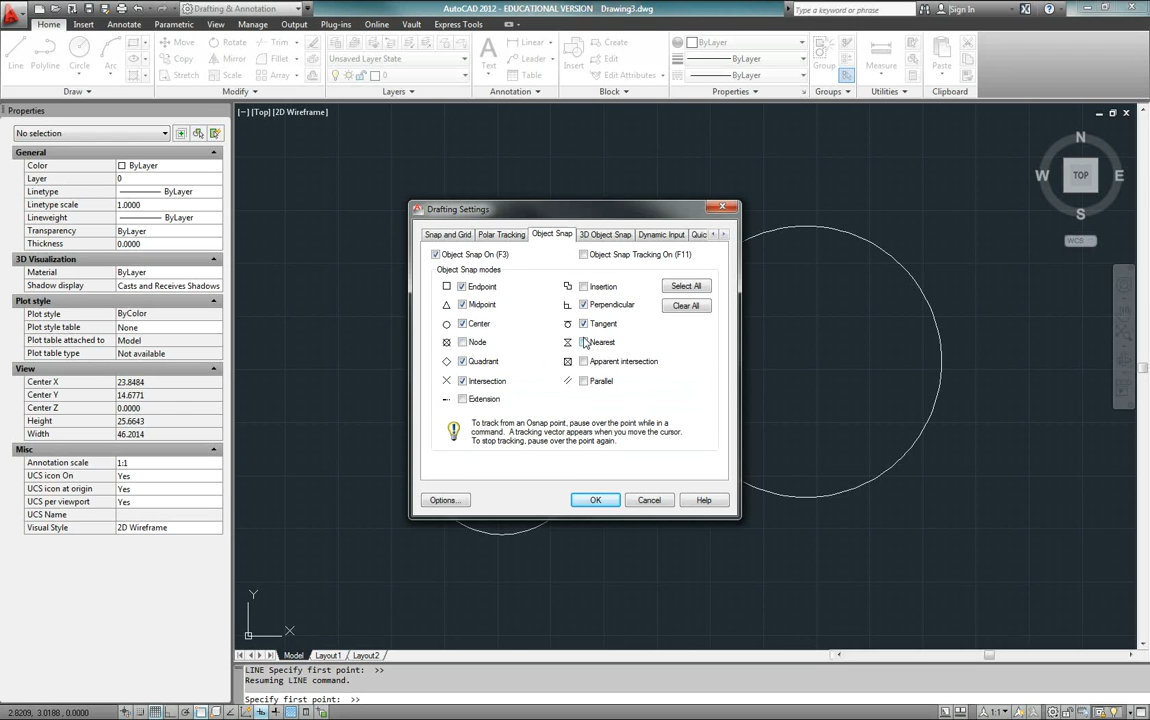 Drafting & Annotation
AutoCAD 2012 - EDUCATIONAL VERSION Drawing3.dwg
Type a keyword or phrase
Sign In
Home Insert Annotate Parametric View Manage Output Plug-ins Online Vault Express Tools
Line Polyline Circle Arc
Move Rotate Trim
Copy Mirror Fillet
Stretch Scale Array
Unsaved Layer State
0
Text
Linear
Leader
Table
Insert
Create
Edit
Edit Attributes
ByLayer
ByLayer
ByLayer
Group
Measure
Paste
Draw Modify Layers Annotation Block Properties Groups Utilities Clipboard
Properties
No selection
General
Color ByLayer
Layer 0
Linetype ByLayer
Linetype scale 1.0000
Lineweight ByLayer
Transparency ByLayer
Thickness 0.0000
3D Visualization
Material ByLayer
Shadow display Casts and Receives Shadows
Plot style
Plot style ByColor
Plot style table None
Plot table attached to Model
Plot table type Not available
View
Center X 23.8484
Center Y 14.6771
Center Z 0.0000
Height 25.6643
Width 46.2014
Misc
Annotation scale 1:1
UCS icon On Yes
UCS icon at origin Yes
UCS per viewport Yes
UCS Name
Visual Style 2D Wireframe
[−] [Top] [2D Wireframe]
N
W TOP E
S
WCS
Drafting Settings
Snap and Grid Polar Tracking Object Snap 3D Object Snap Dynamic Input Quic
Object Snap On (F3) Object Snap Tracking On (F11)
Object Snap modes
Endpoint Insertion Select All
Midpoint Perpendicular Clear All
Center Tangent
Node Nearest
Quadrant Apparent intersection
Intersection Parallel
Extension
To track from an Osnap point, pause over the point while in a
command. A tracking vector appears when you move the cursor.
To stop tracking, pause over the point again.
Options... OK Cancel Help
Y
X
Model Layout1 Layout2
LINE Specify first point: >>
Resuming LINE command.
Specify first point: >>
2.8209, 3.0188, 0.0000
1:1